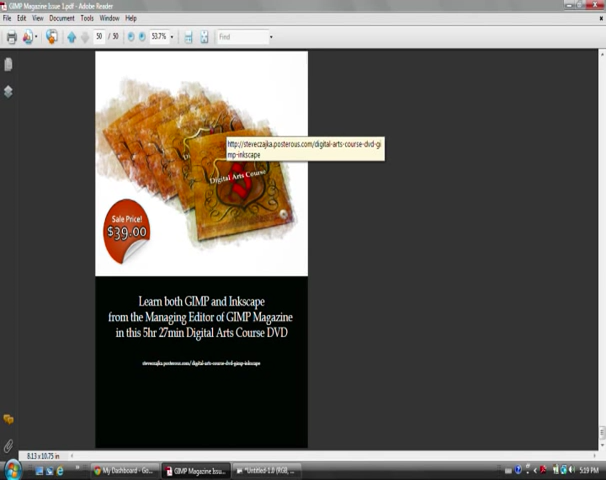 GIMP Magazine Issue 1.pdf - Adobe Reader
File Edit View Document Tools Window Help
50 / 50 53.7% Find
http://steveczajka.posterous.com/digital-arts-course-dvd-gi
mp-inkscape
Digital Arts Course
Sale Price!
$39.00
Learn both GIMP and Inkscape
from the Managing Editor of GIMP Magazine
in this 5hr 27min Digital Arts Course DVD
steveczajka.posterous.com/digital-arts-course-dvd-gimp-inkscape
8.13 x 10.75 in
My Dashboard - Go... GIMP Magazine Issu... *Untitled-1.0 (RGB, ... 5:19 PM